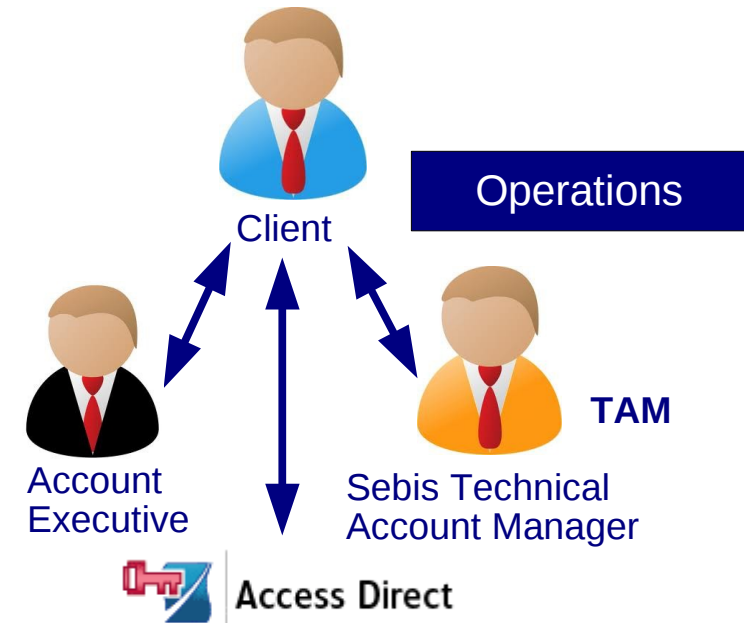 Operations
Client
TAM
Account
Executive
Sebis Technical
Account Manager
Access Direct